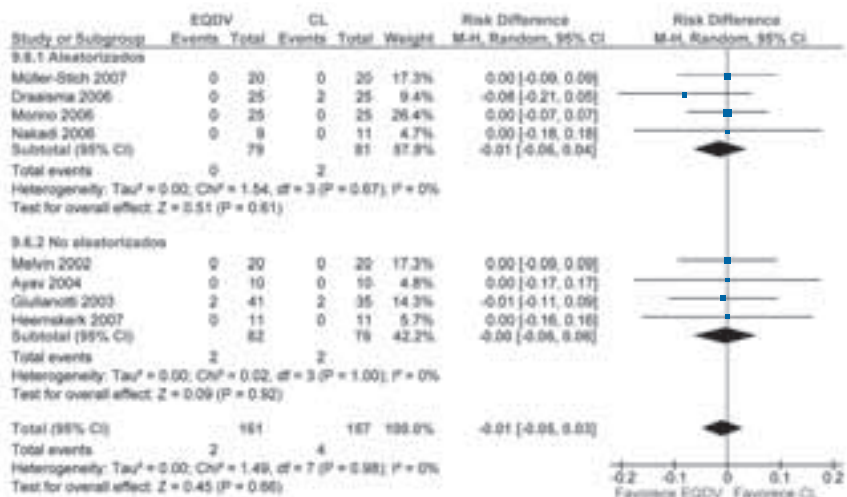 EQDV CL Risk Difference Risk Difference
Study or Subgroup Events Total Events Total Weight M-H, Random, 95% CI M-H, Random, 95% CI
9.6.1 Aleatorizados
Müller-Stich 2007 0 20 0 20 17.3% 0.00 [-0.09, 0.09]
Draaisma 2006 0 25 2 25 9.4% -0.08 [-0.21, 0.05]
Morino 2006 0 25 0 25 26.4% 0.00 [-0.07, 0.07]
Nakadi 2006 0 9 0 11 4.7% 0.00 [-0.18, 0.18]
Subtotal (95% CI) 79 81 57.8% -0.01 [-0.06, 0.04]
Total events 0 2
Heterogeneity: Tau² = 0.00; Chi² = 1.54, df = 3 (P = 0.67); I² = 0%
Test for overall effect: Z = 0.51 (P = 0.61)
9.6.2 No aleatorizados
Melvin 2002 0 20 0 20 17.3% 0.00 [-0.09, 0.09]
Ayav 2004 0 10 0 10 4.8% 0.00 [-0.17, 0.17]
Giulianotti 2003 2 41 2 35 14.3% -0.01 [-0.11, 0.09]
Heemskerk 2007 0 11 0 11 5.7% 0.00 [-0.16, 0.16]
Subtotal (95% CI) 82 76 42.2% -0.00 [-0.06, 0.06]
Total events 2 2
Heterogeneity: Tau² = 0.00; Chi² = 0.02, df = 3 (P = 1.00); I² = 0%
Test for overall effect: Z = 0.09 (P = 0.92)
Total (95% CI) 161 157 100.0% -0.01 [-0.05, 0.03]
Total events 2 4
Heterogeneity: Tau² = 0.00; Chi² = 1.49, df = 7 (P = 0.98); I² = 0%
Test for overall effect: Z = 0.45 (P = 0.66)
-0.2 -0.1 0 0.1 0.2
Favorece EQDV Favorece CL